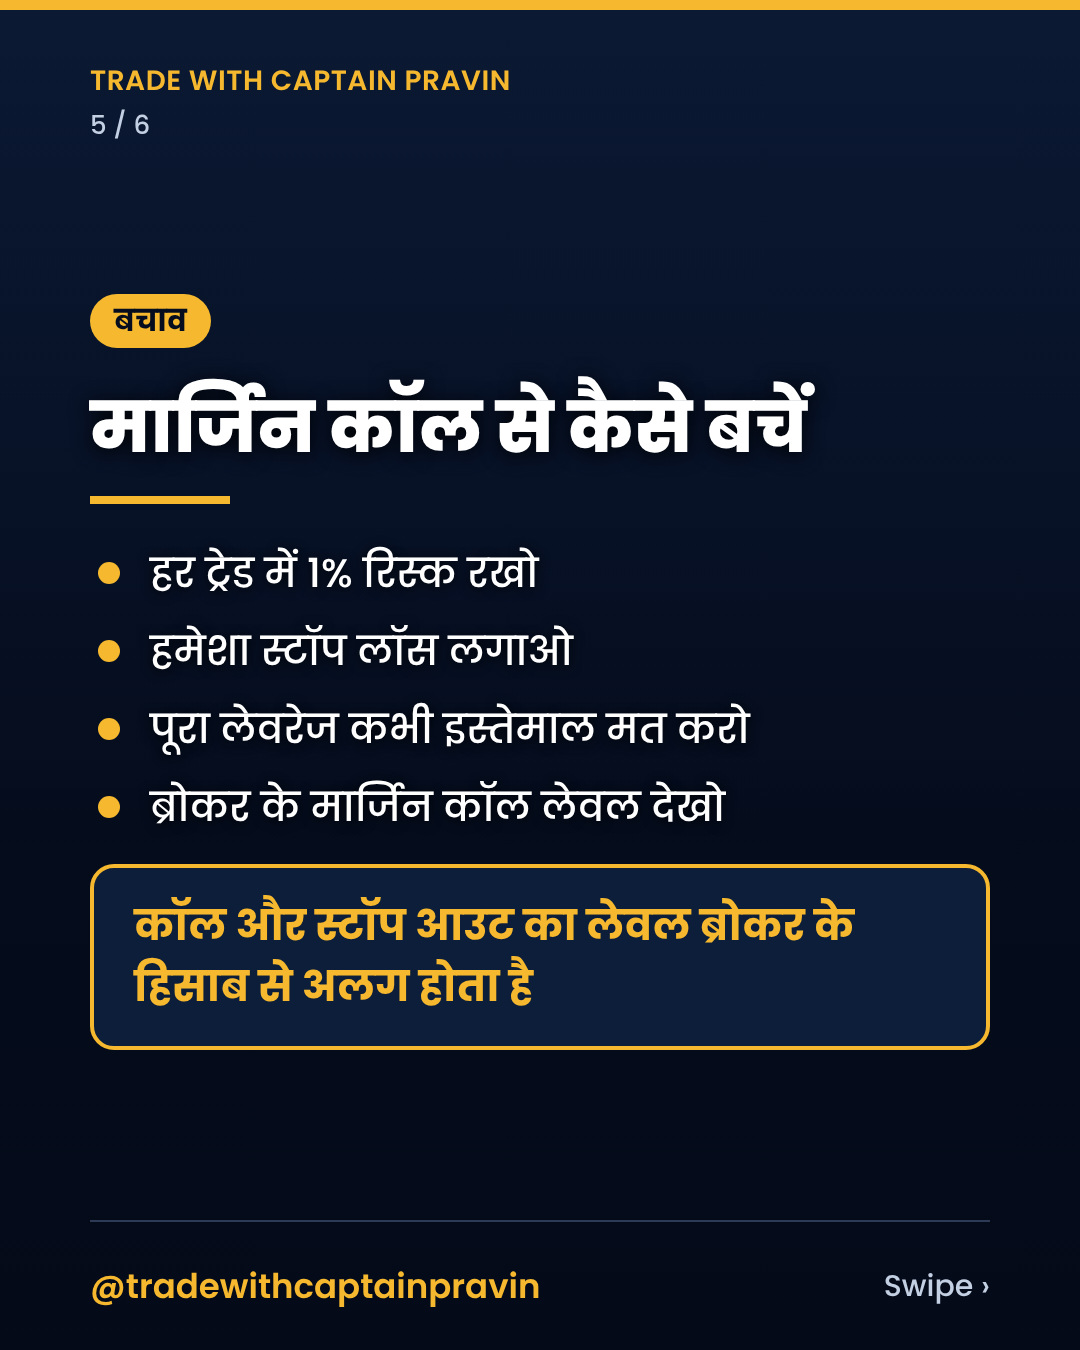 TRADE WITH CAPTAIN PRAVIN
5 / 6
बचाव
मार्जिन कॉल से कैसे बचें
हर ट्रेड में 1% रिस्क रखो
हमेशा स्टॉप लॉस लगाओ
पूरा लेवरेज कभी इस्तेमाल मत करो
ब्रोकर के मार्जिन कॉल लेवल देखो
कॉल और स्टॉप आउट का लेवल ब्रोकर के
हिसाब से अलग होता है
@tradewithcaptainpravin
Swipe ›